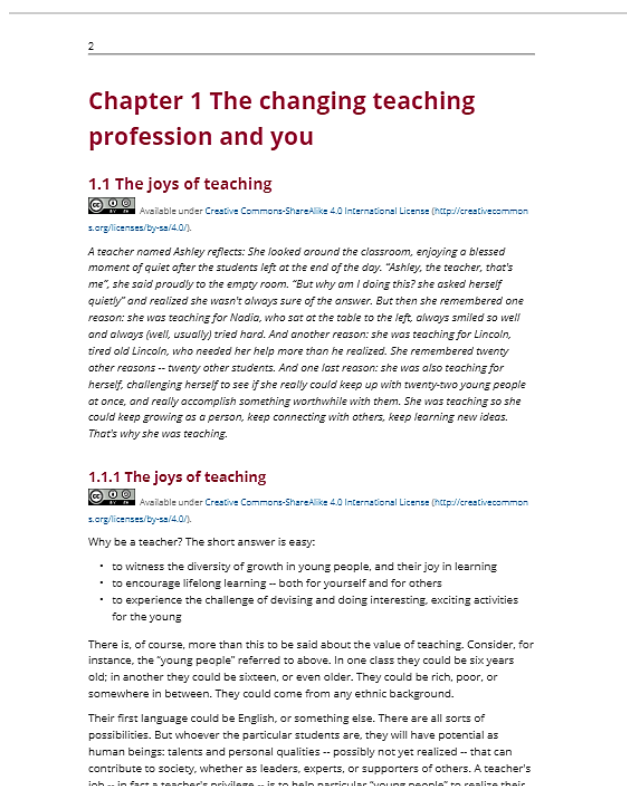 2
Chapter 1 The changing teaching
profession and you
1.1 The joys of teaching
Available under Creative Commons-ShareAlike 4.0 International License (http://creativecommon
s.org/licenses/by-sa/4.0/).
A teacher named Ashley reflects: She looked around the classroom, enjoying a blessed
moment of quiet after the students left at the end of the day. “Ashley, the teacher, that's
me”, she said proudly to the empty room. “But why am I doing this? she asked herself
quietly” and realized she wasn't always sure of the answer. But then she remembered one
reason: she was teaching for Nadia, who sat at the table to the left, always smiled so well
and always (well, usually) tried hard. And another reason: she was teaching for Lincoln,
tired old Lincoln, who needed her help more than he realized. She remembered twenty
other reasons -- twenty other students. And one last reason: she was also teaching for
herself, challenging herself to see if she really could keep up with twenty-two young people
at once, and really accomplish something worthwhile with them. She was teaching so she
could keep growing as a person, keep connecting with others, keep learning new ideas.
That's why she was teaching.
1.1.1 The joys of teaching
Available under Creative Commons-ShareAlike 4.0 International License (http://creativecommon
s.org/licenses/by-sa/4.0/).
Why be a teacher? The short answer is easy:
• to witness the diversity of growth in young people, and their joy in learning
• to encourage lifelong learning -- both for yourself and for others
• to experience the challenge of devising and doing interesting, exciting activities
for the young
There is, of course, more than this to be said about the value of teaching. Consider, for
instance, the “young people” referred to above. In one class they could be six years
old; in another they could be sixteen, or even older. They could be rich, poor, or
somewhere in between. They could come from any ethnic background.
Their first language could be English, or something else. There are all sorts of
possibilities. But whoever the particular students are, they will have potential as
human beings: talents and personal qualities -- possibly not yet realized -- that can
contribute to society, whether as leaders, experts, or supporters of others. A teacher's
job -- in fact a teacher's privilege -- is to help particular “young people” to realize their